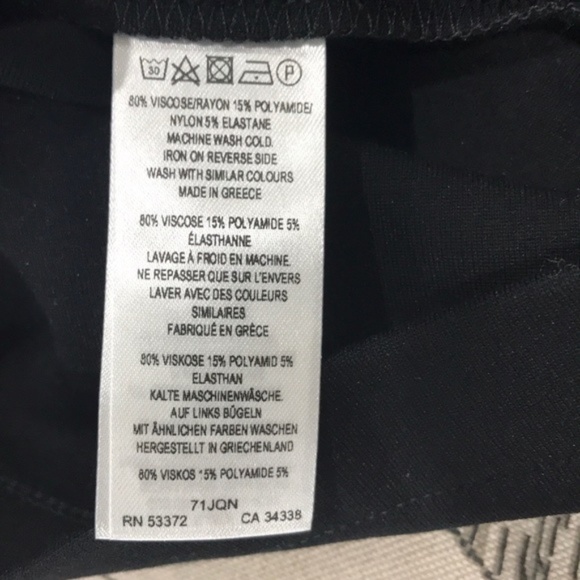 30 P
80% VISCOSE/RAYON 15% POLYAMIDE/
NYLON 5% ELASTANE
MACHINE WASH COLD.
IRON ON REVERSE SIDE
WASH WITH SIMILAR COLOURS
MADE IN GREECE
80% VISCOSE 15% POLYAMIDE 5%
ÉLASTHANNE
LAVAGE À FROID EN MACHINE.
NE REPASSER QUE SUR L'ENVERS
LAVER AVEC DES COULEURS
SIMILAIRES
FABRIQUÉ EN GRÈCE
80% VISKOSE 15% POLYAMID 5%
ELASTHAN
KALTE MASCHINENWÄSCHE.
AUF LINKS BÜGELN
MIT ÄHNLICHEN FARBEN WASCHEN
HERGESTELLT IN GRIECHENLAND
80% VISKOS 15% POLYAMIDE 5%
71JQN
RN 53372 CA 34338